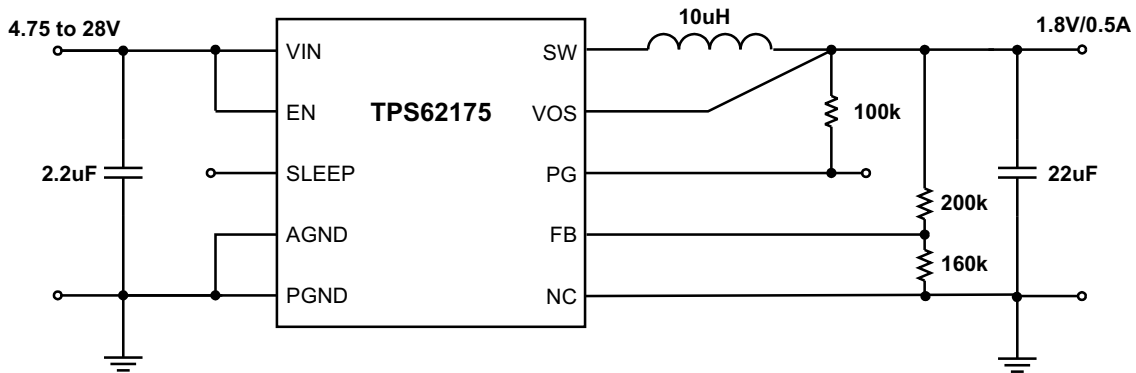 4.75 to 28V
10uH
1.8V/0.5A
VIN
SW
EN
TPS62175
VOS
100k
2.2uF
SLEEP
PG
22uF
200k
AGND
FB
160k
PGND
NC